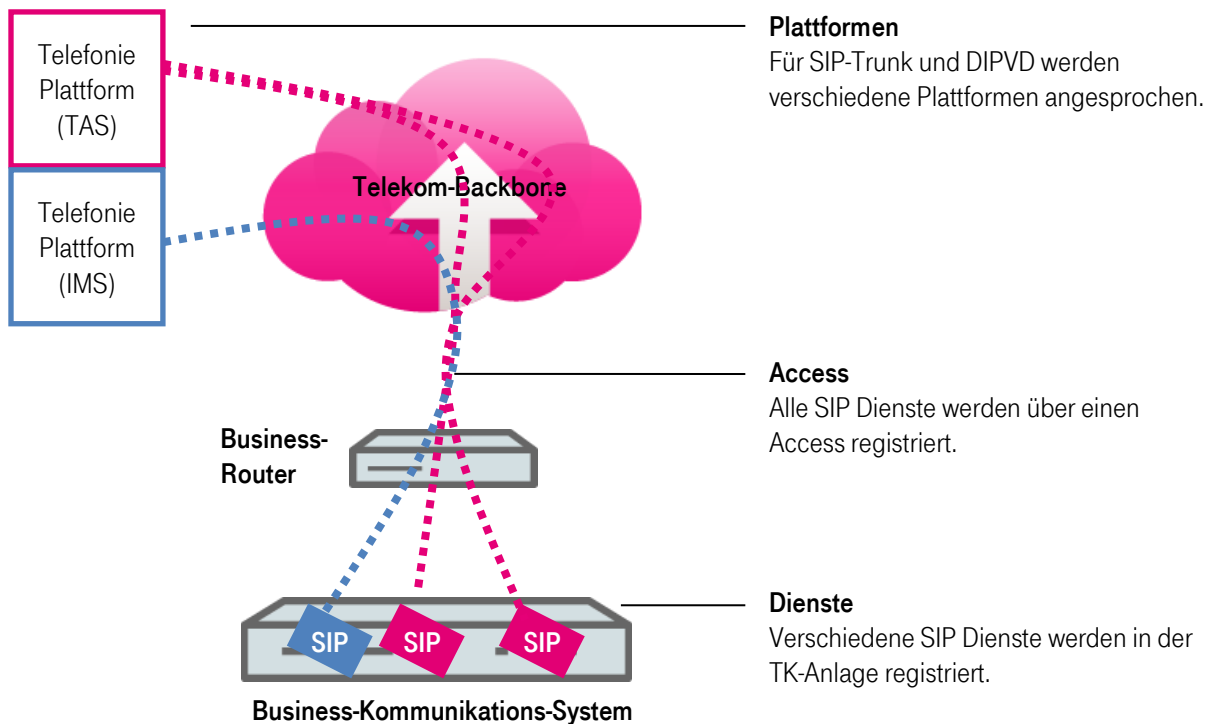 Telefonie
Plattform
(TAS)
Telefonie
Plattform
(IMS)
Plattformen
Für SIP-Trunk und DIPVD werden
verschiedene Plattformen angesprochen.
Telekom-Backbone
Access
Alle SIP Dienste werden über einen
Access registriert.
Business-
Router
Dienste
Verschiedene SIP Dienste werden in der
TK-Anlage registriert.
SIP
SIP
SIP
Business-Kommunikations-System